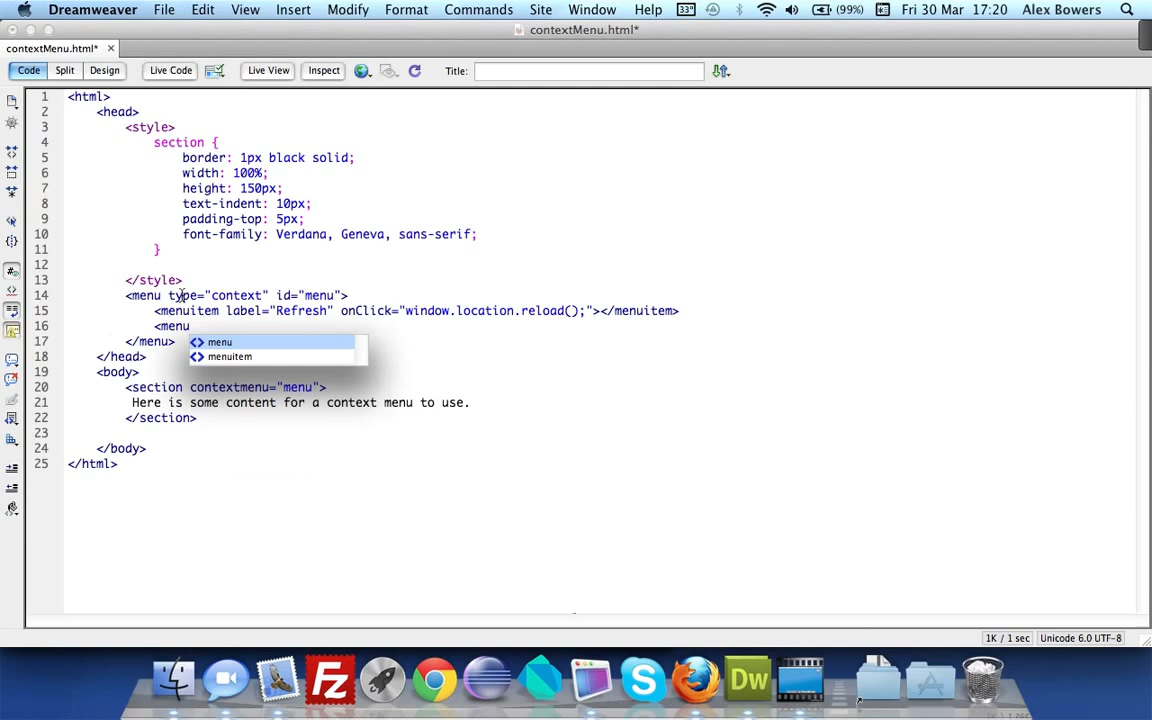 Dreamweaver File Edit View Insert Modify Format Commands Site Window Help 33° (99%) Fri 30 Mar 17:20 Alex Bowers
contextMenu.html*
contextMenu.html* ×
Code Split Design Live Code Live View Inspect Title:
1 <html>
2 <head>
3 <style>
4 section {
5 border: 1px black solid;
6 width: 100%;
7 height: 150px;
8 text-indent: 10px;
9 padding-top: 5px;
10 font-family: Verdana, Geneva, sans-serif;
11 }
12
13 </style>
14 <menu type="context" id="menu">
15 <menuitem label="Refresh" onClick="window.location.reload();"></menuitem>
16 <menu
17 </menu>
<> menu
<> menuitem
18 </head>
19 <body>
20 <section contextmenu="menu">
21 Here is some content for a context menu to use.
22 </section>
23
24 </body>
25 </html>
1K / 1 sec Unicode 6.0 UTF-8
Fz S Dw